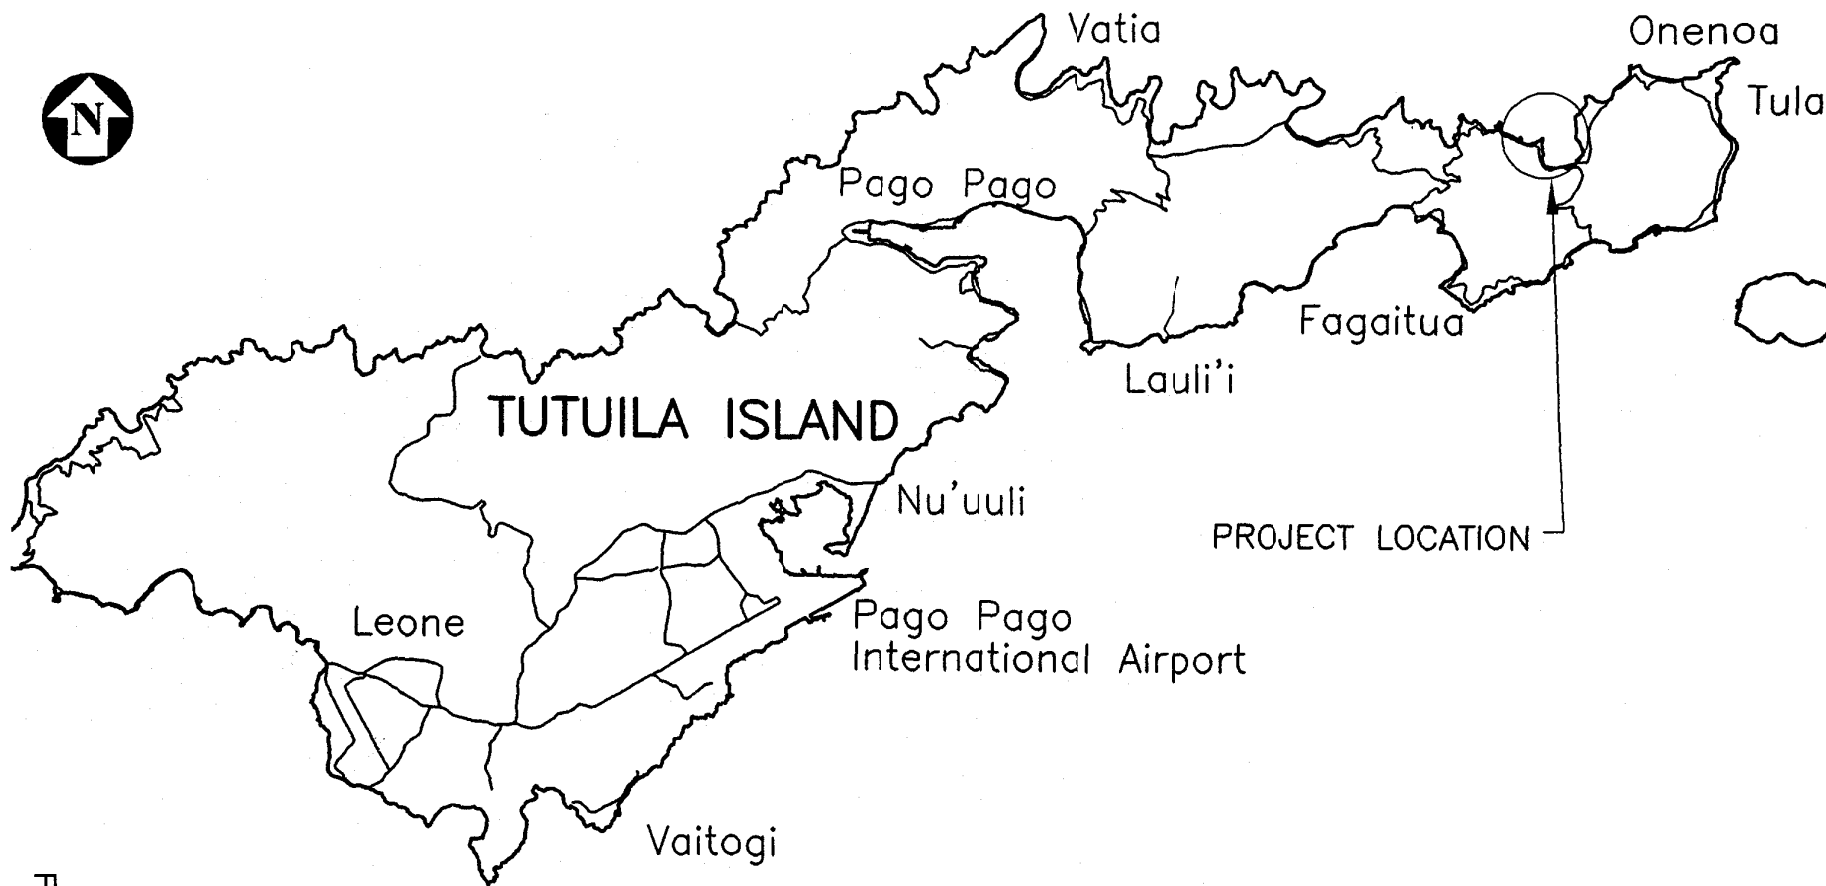 Vatia
Onenoa
N
Tula
Pago Pago
Fagaitua
Lauli'i
TUTUILA ISLAND
Nu'uuli
PROJECT LOCATION
Leone
Pago Pago
International Airport
Vaitogi